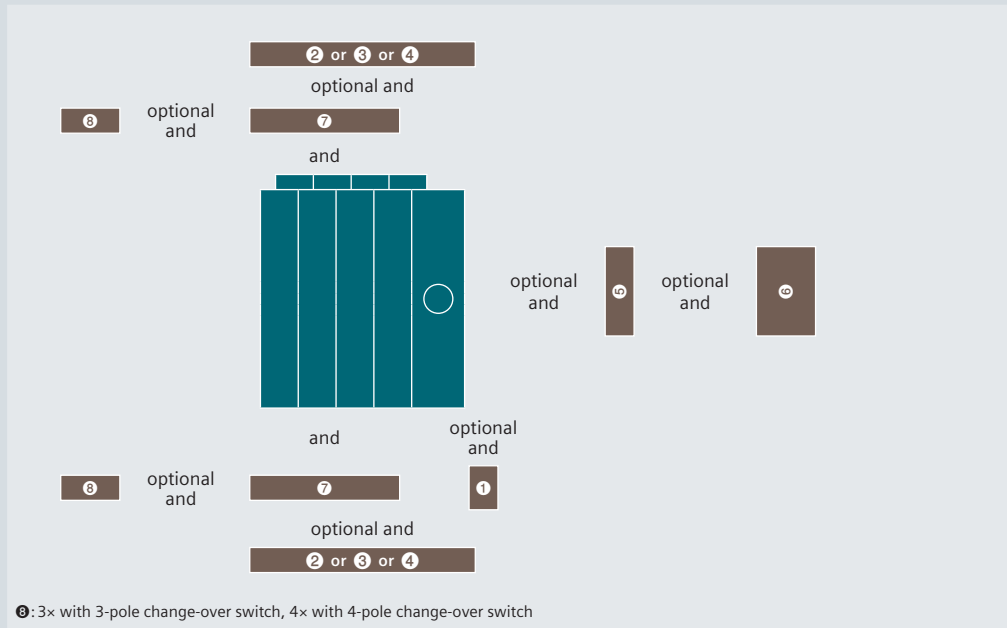 ❷ or ❸ or ❹
optional and
❽
optional
and
❼
and
optional
and
❺
optional
and
❻
and
optional
and
❽
optional
and
❼
❶
optional and
❷ or ❸ or ❹
❽: 3× with 3-pole change-over switch, 4× with 4-pole change-over switch